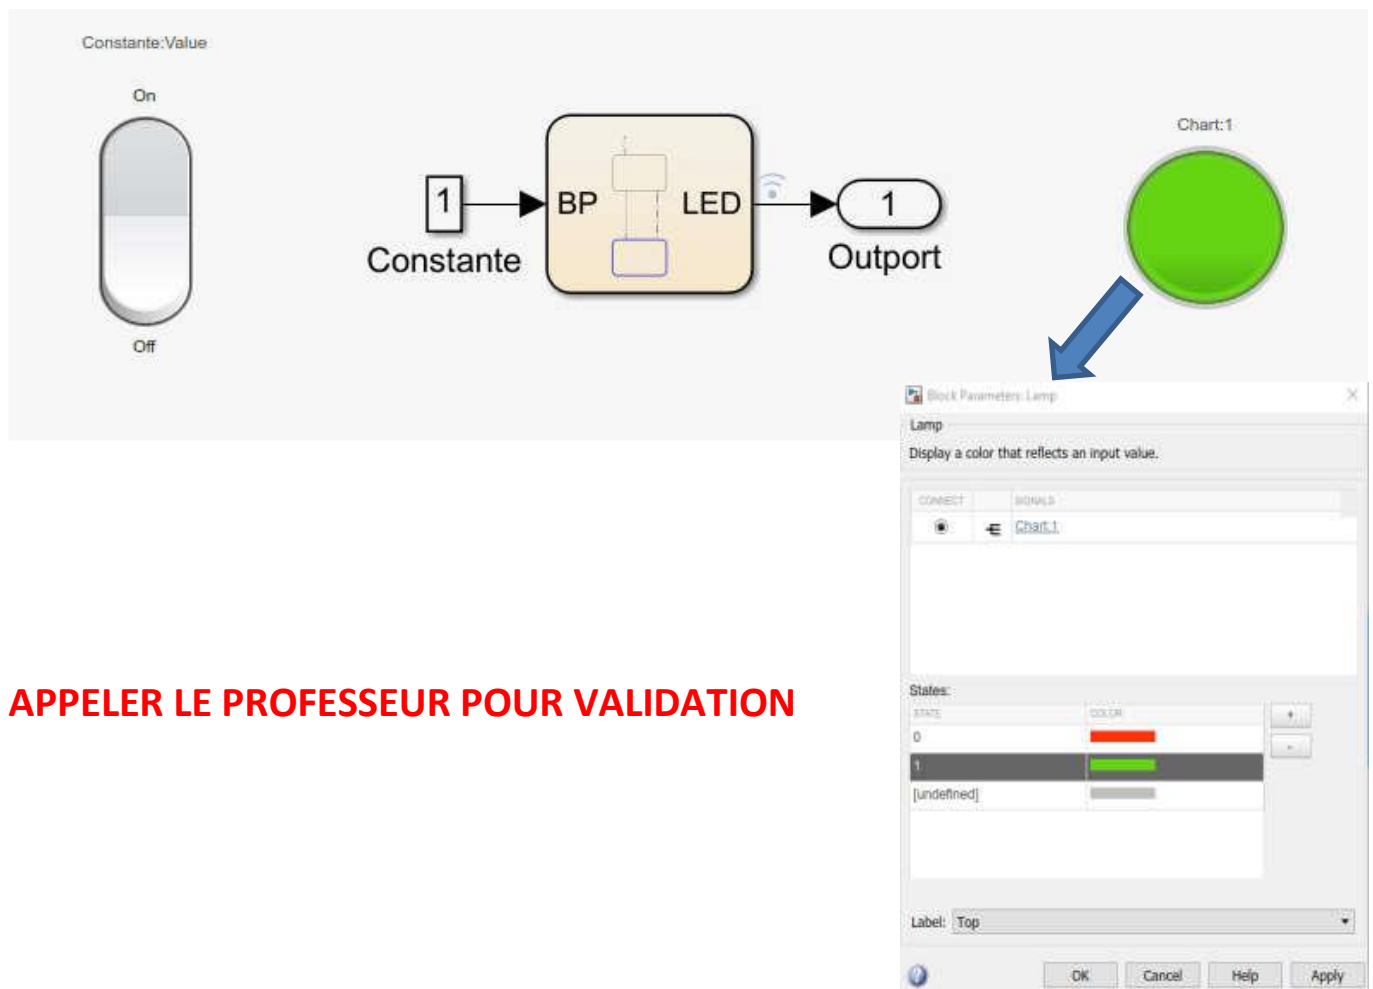 Constante:Value
On
Off
1
Constante
BP
LED
1
Outport
Chart:1
Block Parameters: Lamp
Lamp
Display a color that reflects an input value.
CONNECT SIGNALS
Chart:1
APPELER LE PROFESSEUR POUR VALIDATION
States:
STATE COLOR
+
0
-
1
[undefined]
Label: Top
OK Cancel Help Apply